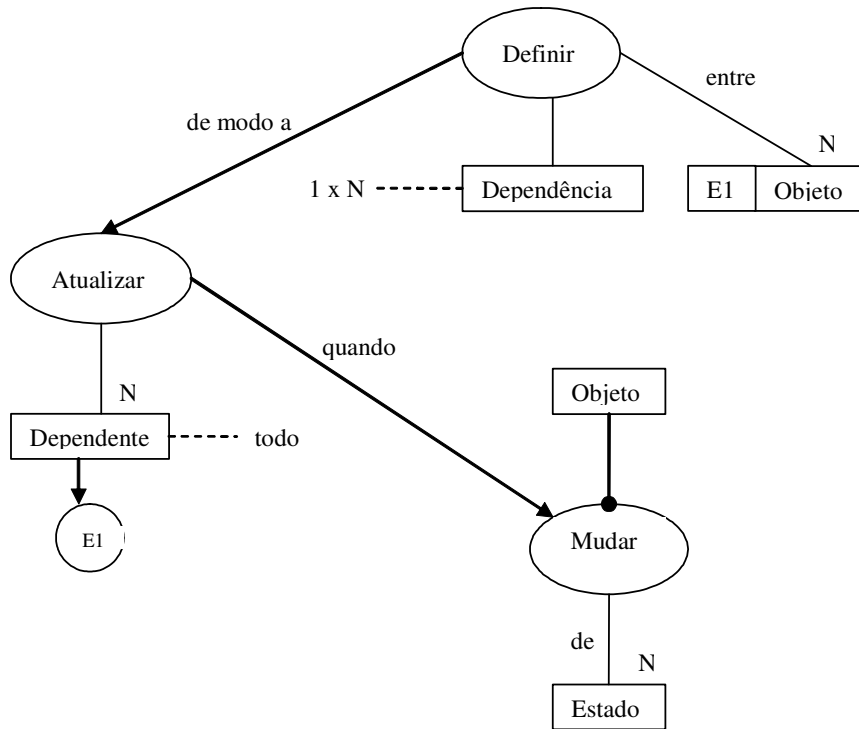 Definir
entre
de modo a
N
1 x N
Dependência
E1
Objeto
Atualizar
quando
N
Objeto
Dependente
todo
E1
Mudar
de
N
Estado